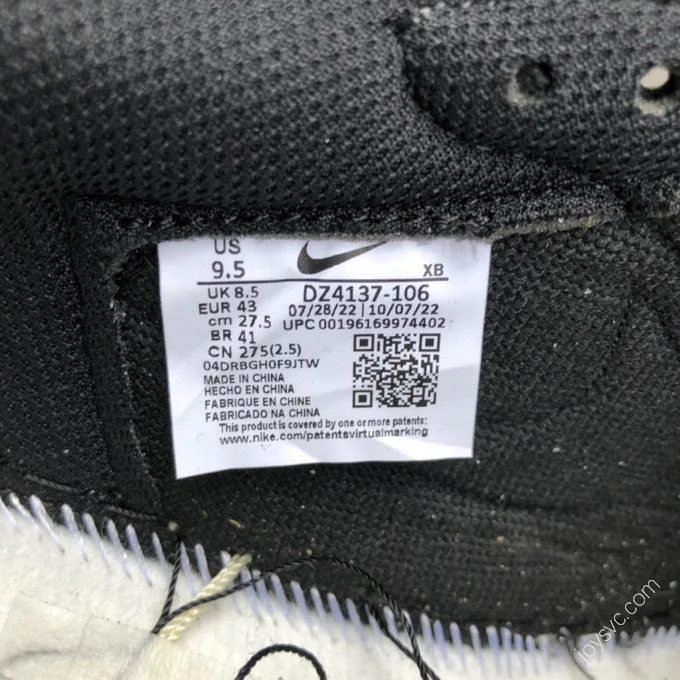 US
9.5 XB
UK 8.5 DZ4137-106
EUR 43 07/28/22 | 10/07/22
cm 27.5 UPC 00196169974402
BR 41
CN 275(2.5)
04DRBGH0F9JTW
MADE IN CHINA
HECHO EN CHINA
FABRIQUE EN CHINE
FABRICADO NA CHINA
This product is covered by one or more patents:
www.nike.com/patentsvirtualmarking
joysvc.com